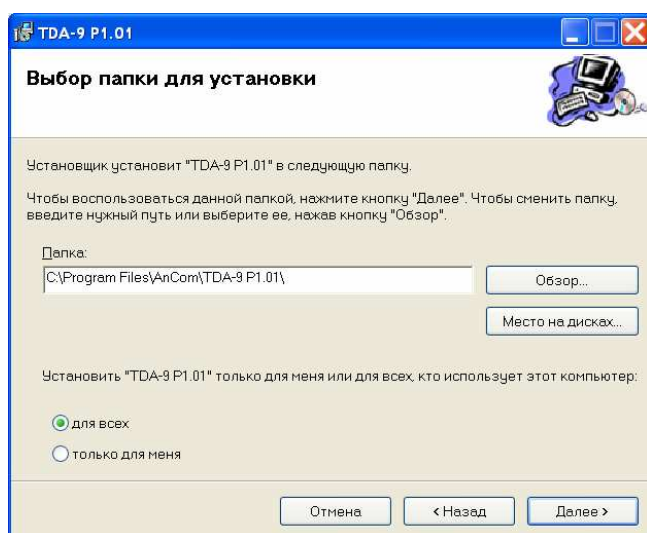 TDA-9 P1.01
Выбор папки для установки
Установщик установит "TDA-9 P1.01" в следующую папку.
Чтобы воспользоваться данной папкой, нажмите кнопку "Далее". Чтобы сменить папку,
введите нужный путь или выберите ее, нажав кнопку "Обзор".
Папка:
C:\Program Files\AnCom\TDA-9 P1.01\
Обзор...
Место на дисках...
Установить "TDA-9 P1.01" только для меня или для всех, кто использует этот компьютер:
для всех
только для меня
Отмена
< Назад
Далее >